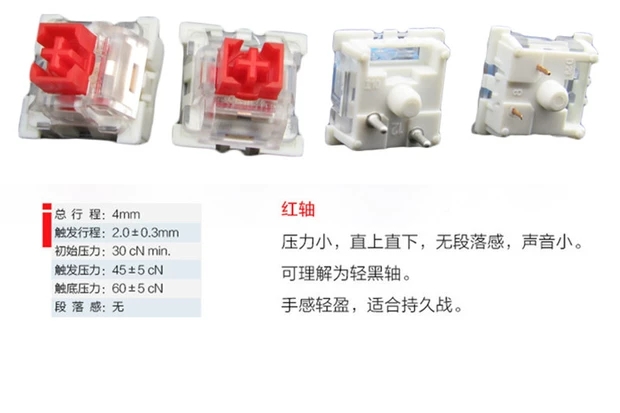 总 行 程: 4mm
触发行程: 2.0±0.3mm
初始压力: 30 cN min.
触发压力: 45±5 cN
触底压力: 60±5 cN
段 落 感: 无
红轴
压力小，直上直下，无段落感，声音小。
可理解为轻黑轴。
手感轻盈，适合持久战。